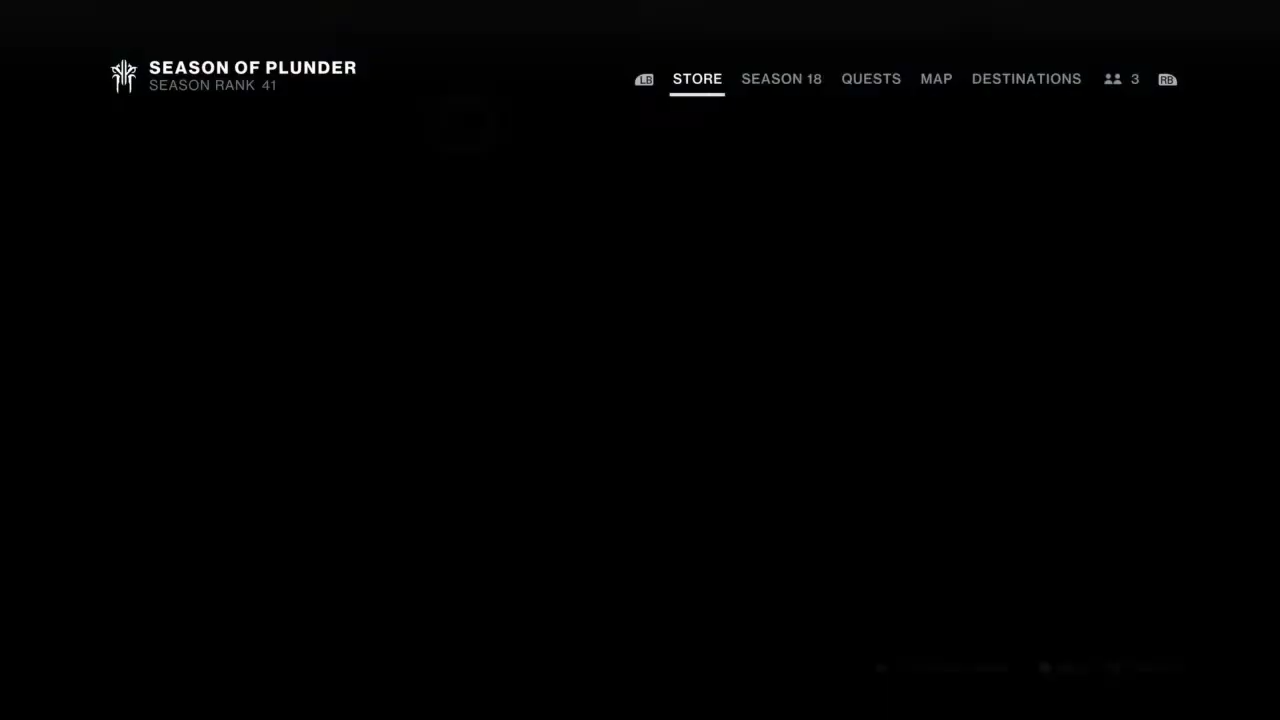 SEASON OF PLUNDER
SEASON RANK 41
LB STORE SEASON 18 QUESTS MAP DESTINATIONS 3 RB